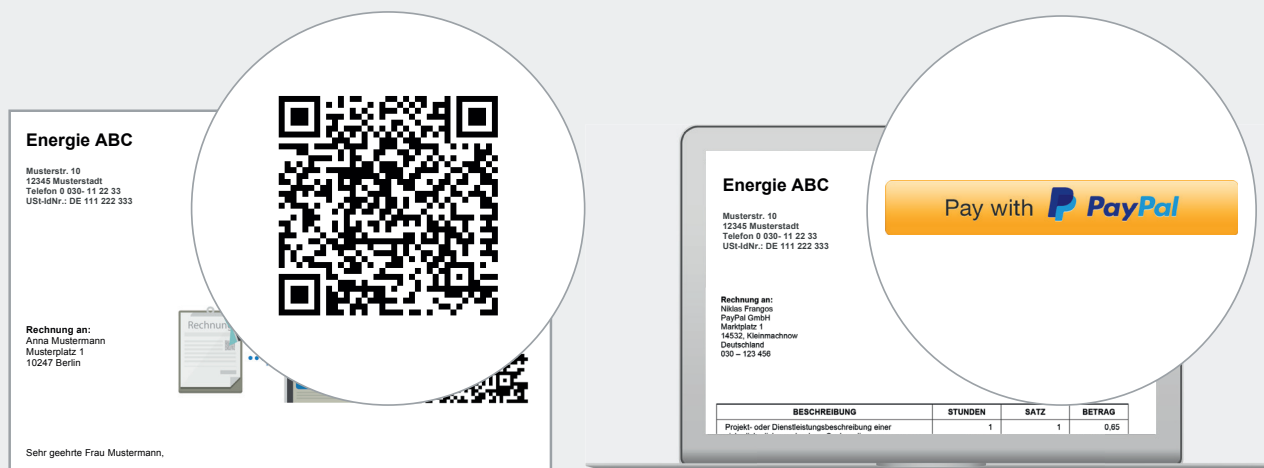 Energie ABC
Musterstr. 10
12345 Musterstadt
Telefon 0 030- 11 22 33
USt-IdNr.: DE 111 222 333
Rechnung an:
Anna Mustermann
Musterplatz 1
10247 Berlin
Rechnung
Sehr geehrte Frau Mustermann,
Energie ABC
Musterstr. 10
12345 Musterstadt
Telefon 0 030- 11 22 33
USt-IdNr.: DE 111 222 333
Pay with PayPal
Rechnung an:
Niklas Frangos
PayPal GmbH
Marktplatz 1
14532, Kleinmachnow
Deutschland
030 – 123 456
BESCHREIBUNG STUNDEN SATZ BETRAG
Projekt- oder Dienstleistungsbeschreibung einer 1 1 0,65